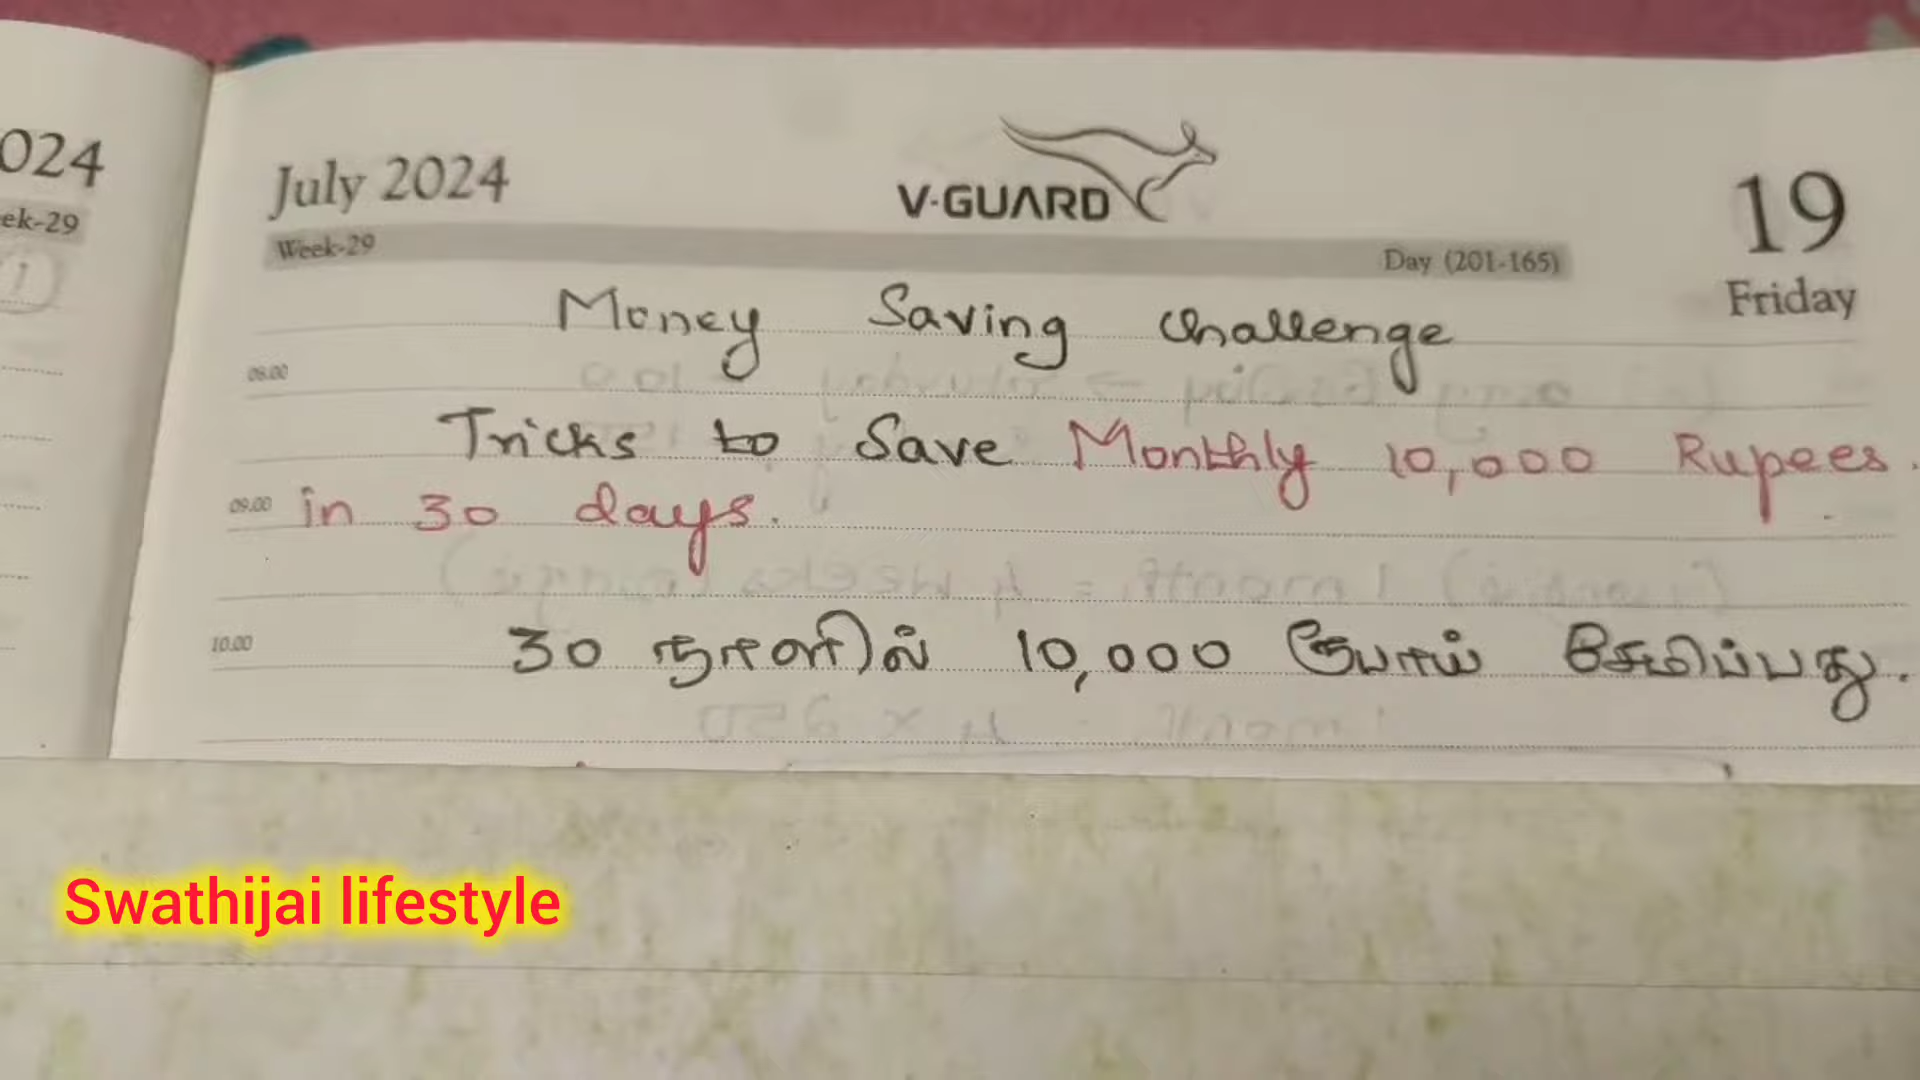 024
ek-29
July 2024
V-GUARD
19
Week-29
Day (201-165)
Friday
Money Saving challenge
08.00
Tricks to Save Monthly 10,000 Rupees.
09.00 in 30 days.
10.00 30 நாளில் 10,000 ரூபாய் சேமிப்பது.
Swathijai lifestyle